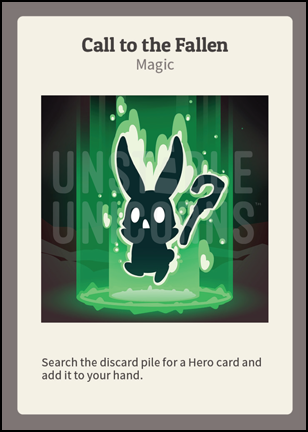 Call to the Fallen
Magic
UNSTABLE
UNICORNS
™
Search the discard pile for a Hero card and
add it to your hand.